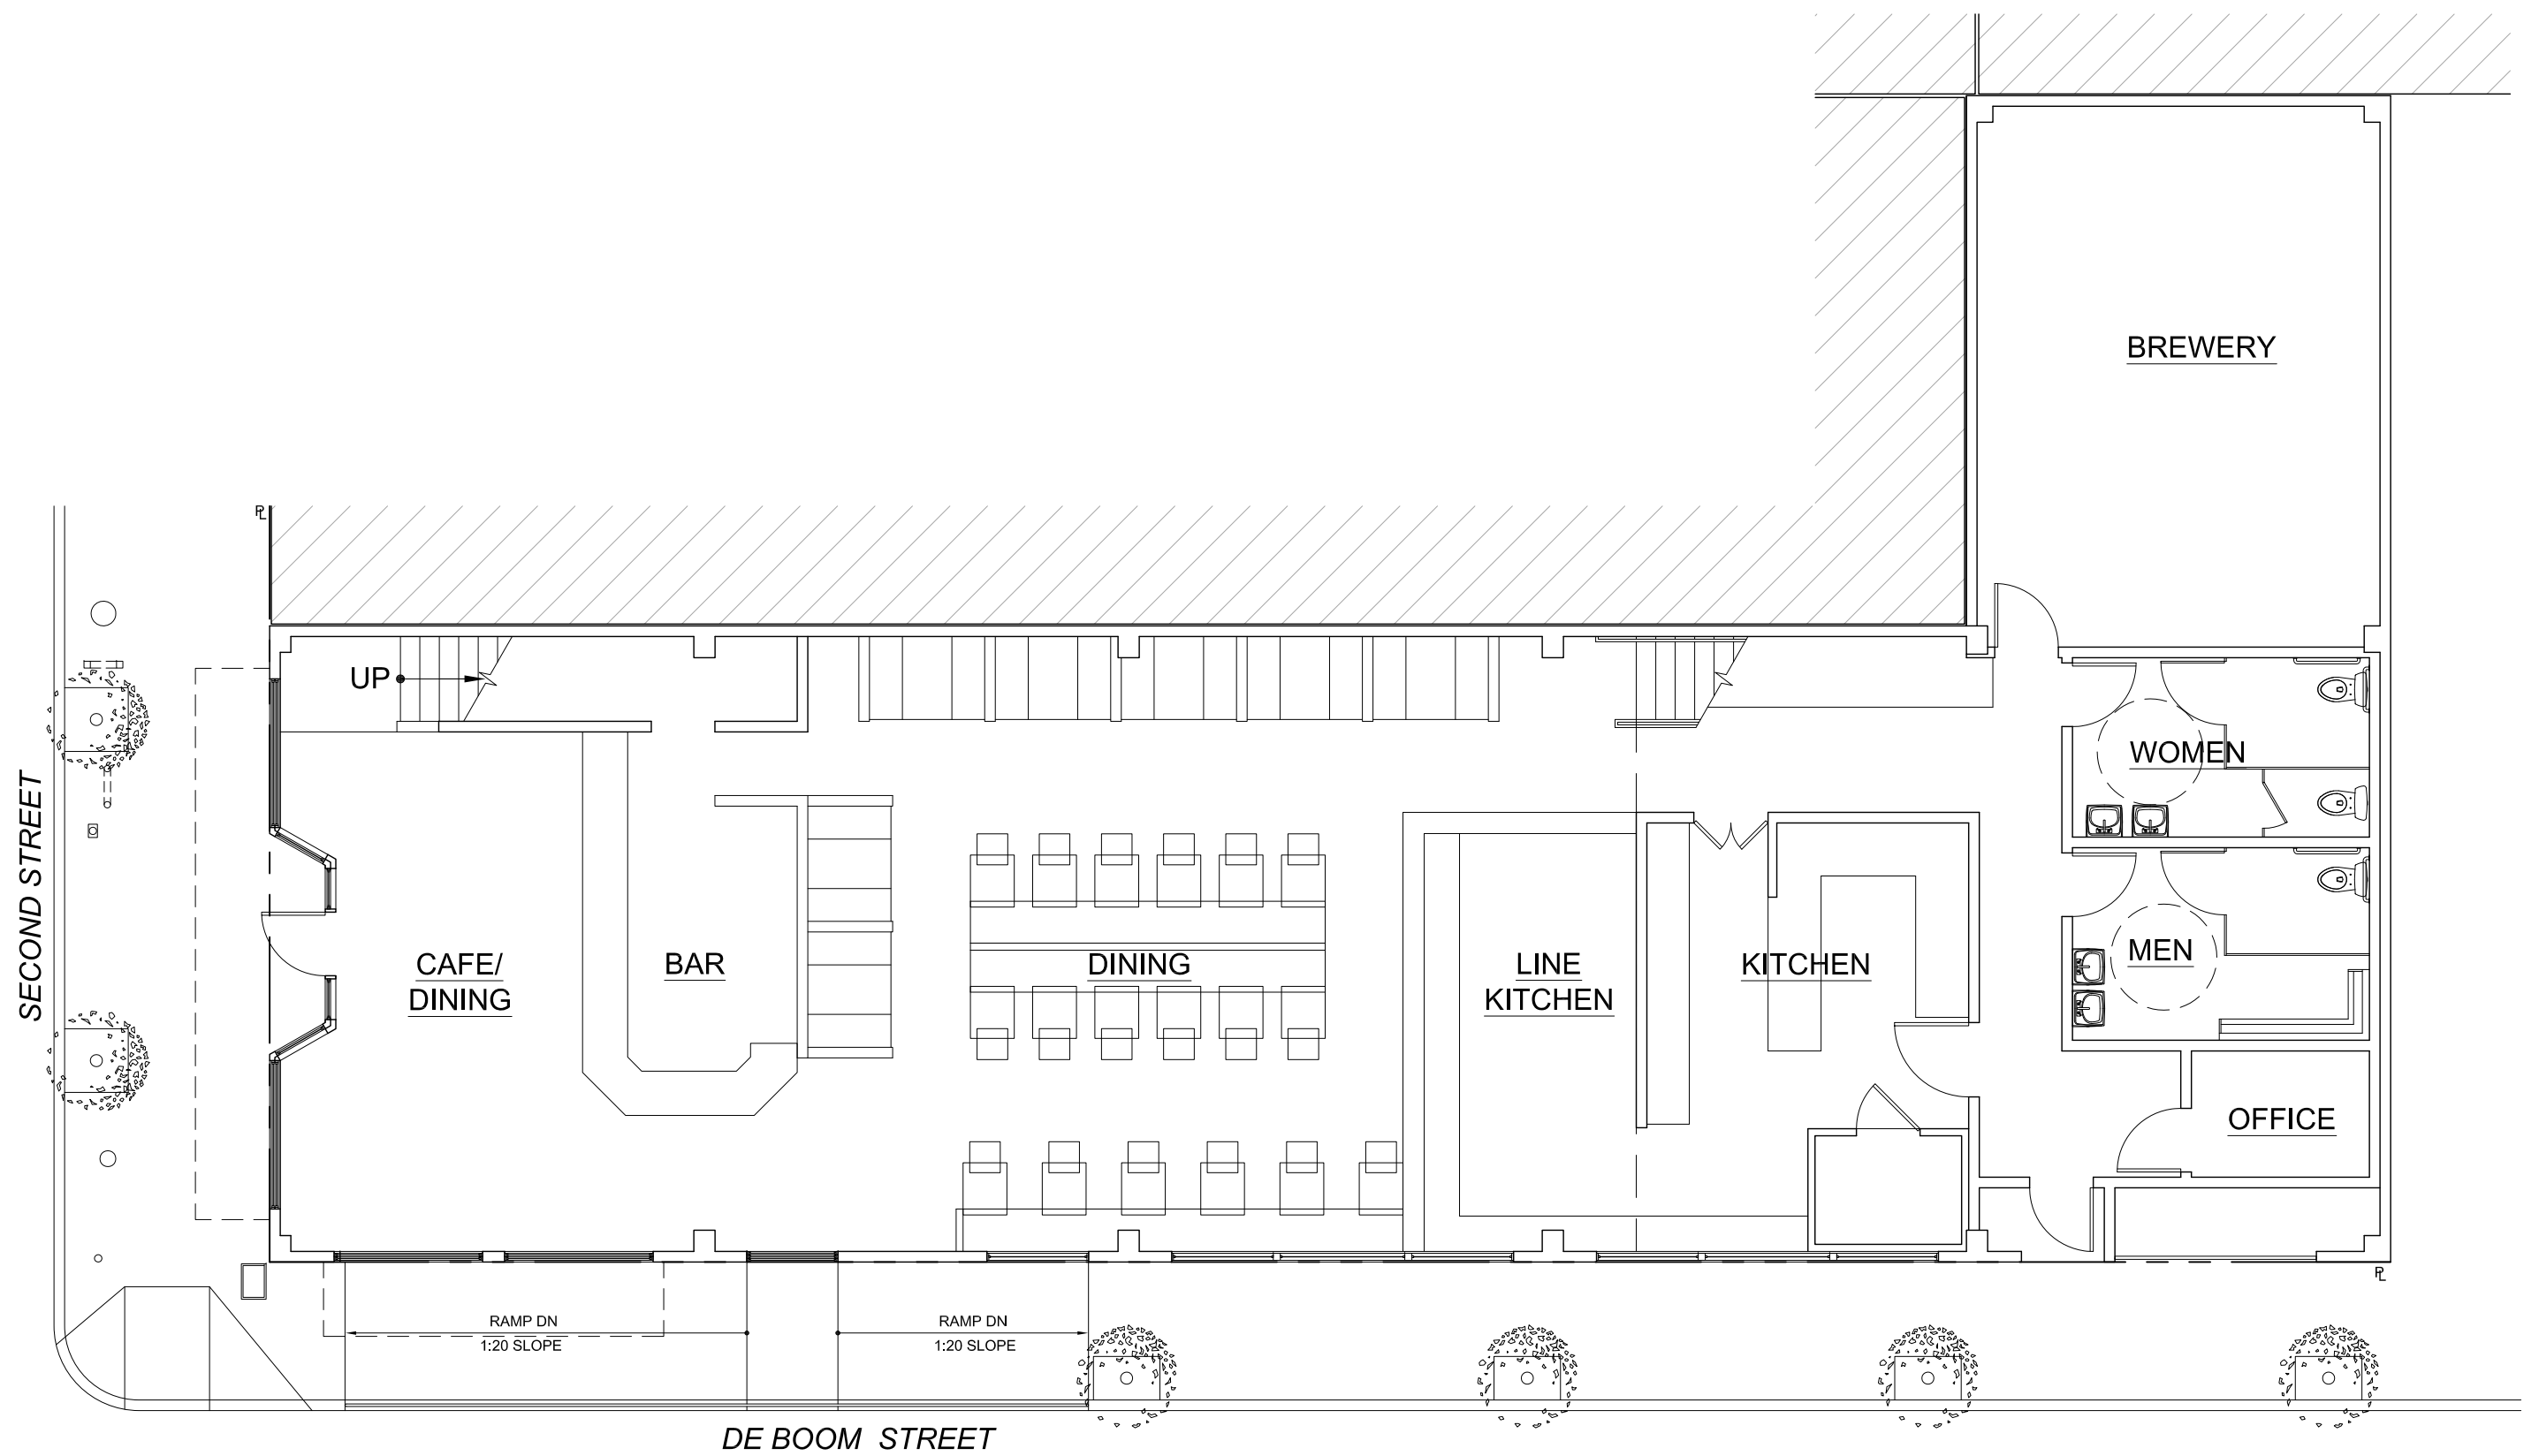 BREWERY
℄
UP
WOMEN
SECOND STREET
CAFE/
DINING
BAR
DINING
LINE
KITCHEN
KITCHEN
MEN
OFFICE
℄
RAMP DN
1:20 SLOPE
RAMP DN
1:20 SLOPE
DE BOOM  STREET